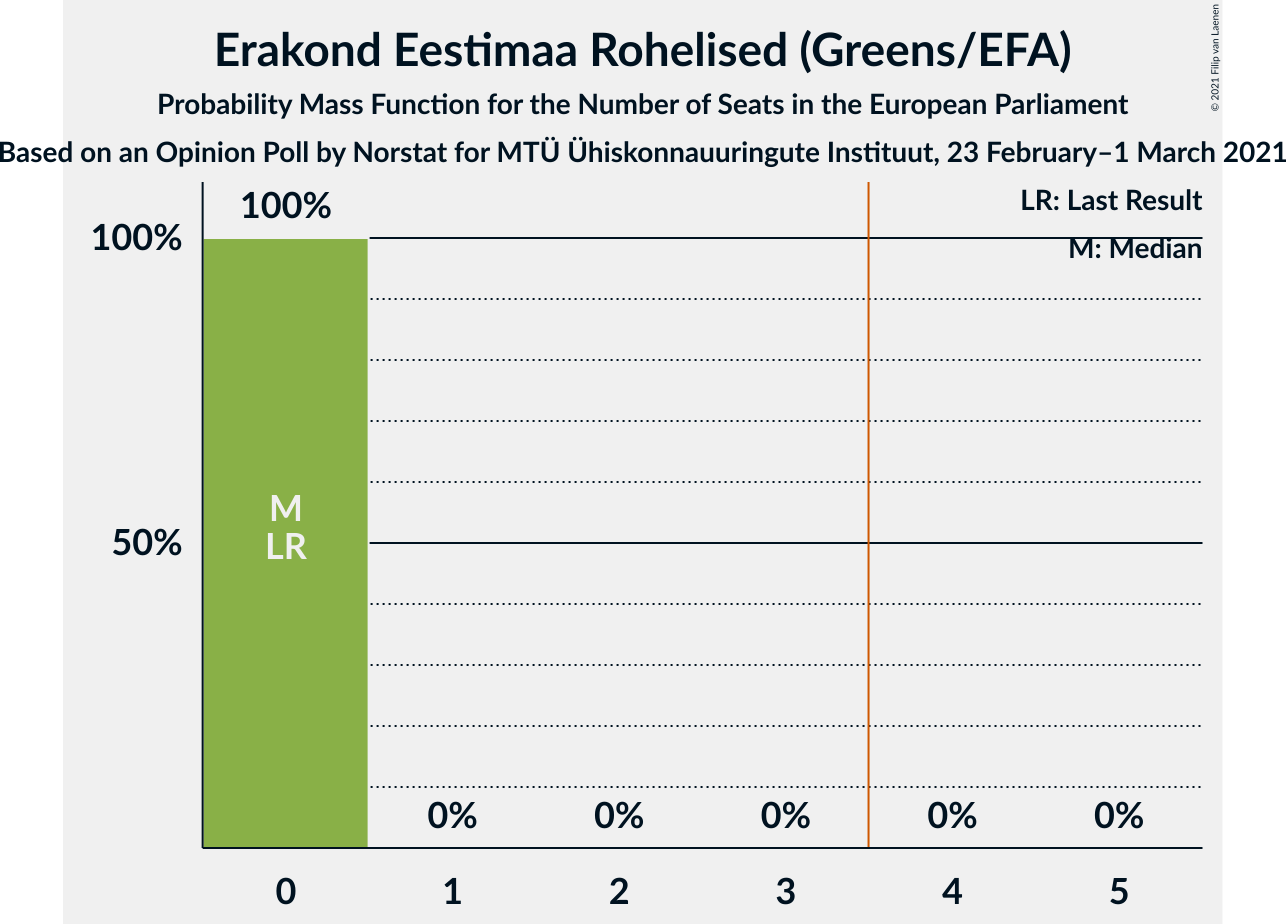 Erakond Eestimaa Rohelised (Greens/EFA)
Probability Mass Function for the Number of Seats in the European Parliament
Based on an Opinion Poll by Norstat for MTÜ Ühiskonnauuringute Instituut, 23 February–1 March 2021
© 2021 Filip van Laenen
LR: Last Result
M: Median
100%
100%
50%
M
LR
0% 0% 0% 0% 0%
0 1 2 3 4 5